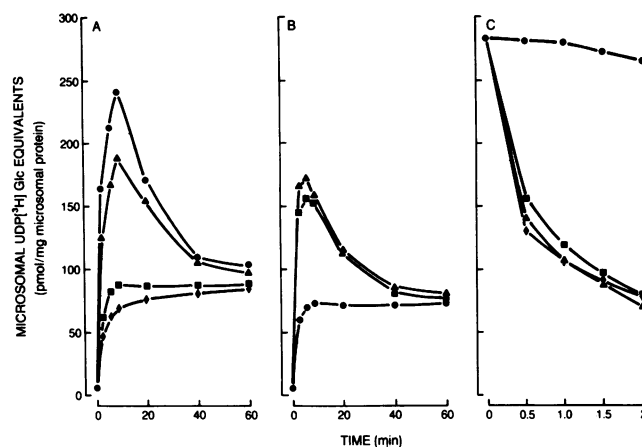 A
B
C
300
250
200
150
100
50
0
MICROSOMAL UDP[³H] Glc EQUIVALENTS
(pmol/mg microsomal protein)
0 20 40 60
0 20 40 60
0 0.5 1.0 1.5
TIME (min)